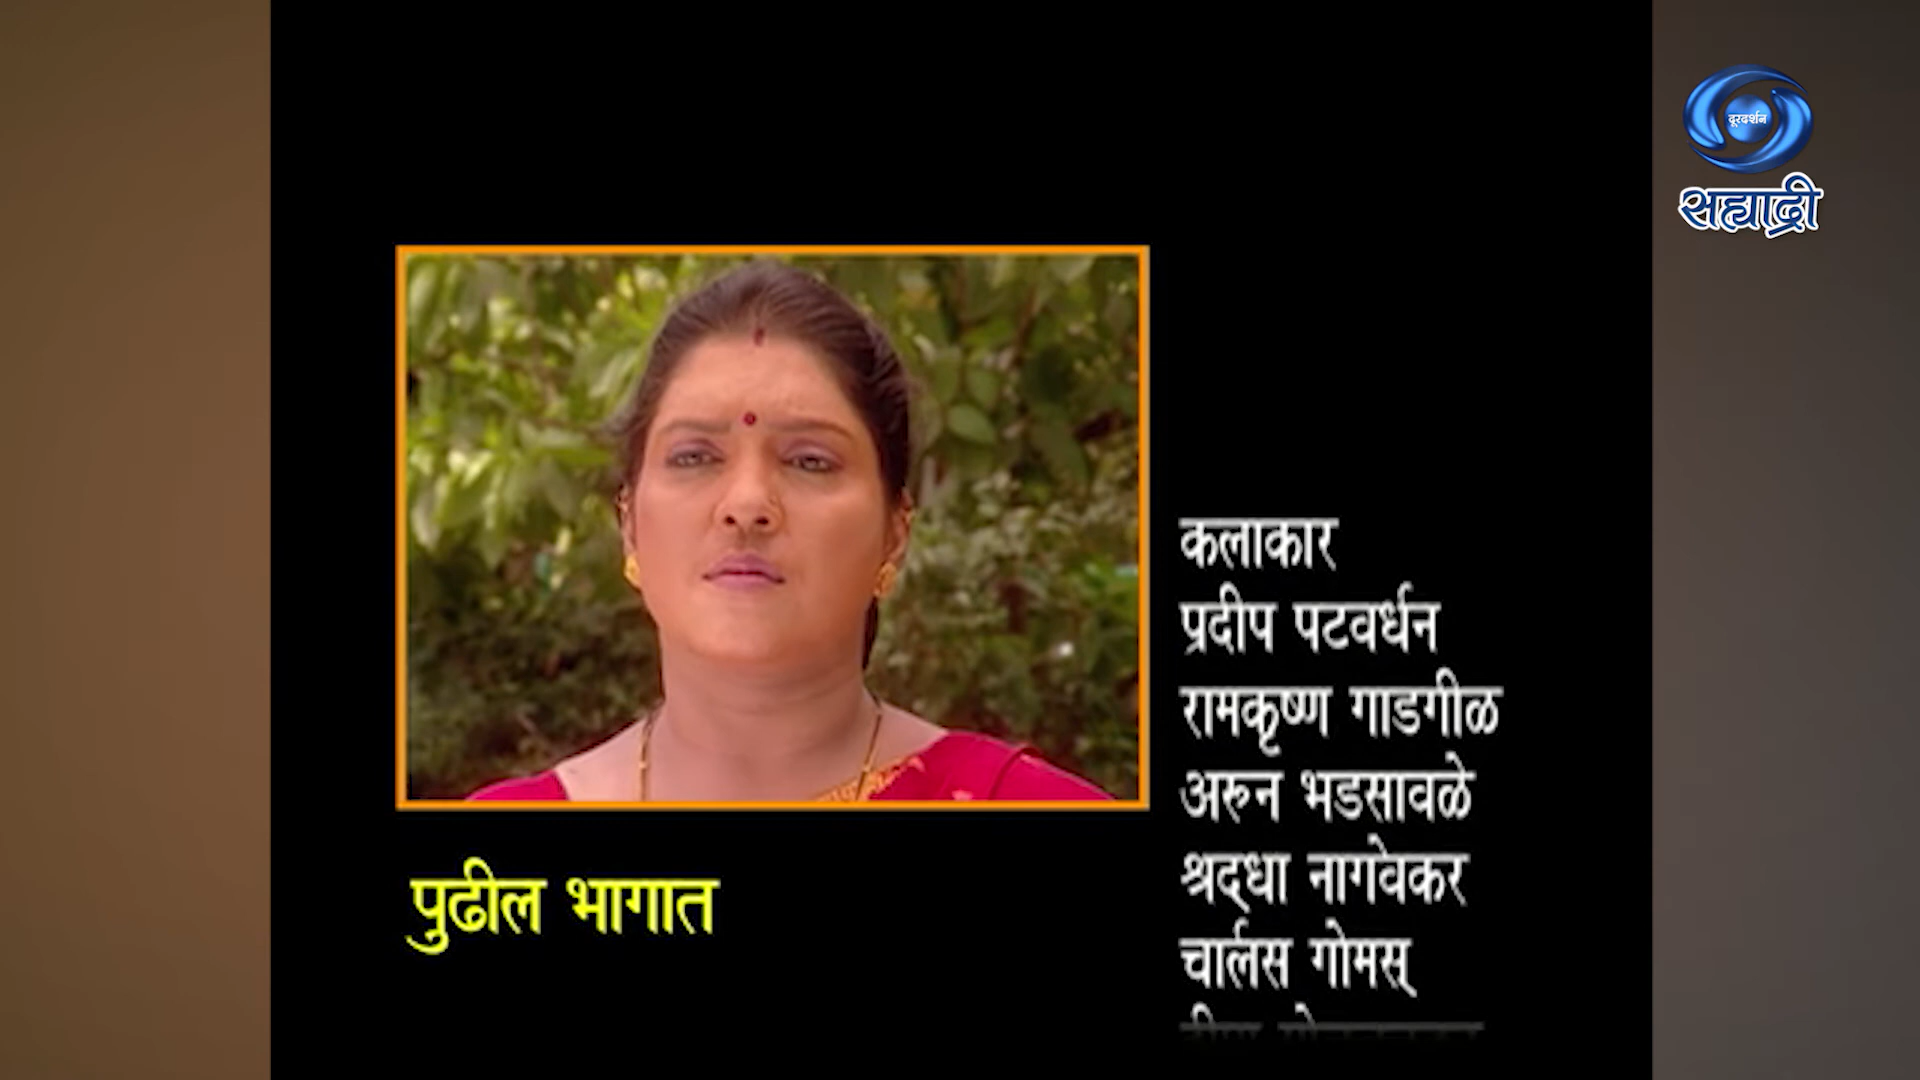 दूरदर्शन
सह्याद्री
कलाकार
प्रदीप पटवर्धन
रामकृष्ण गाडगीळ
अरुन भडसावळे
श्रद्धा नागवेकर
चार्लस गोमस्
पुढील भागात